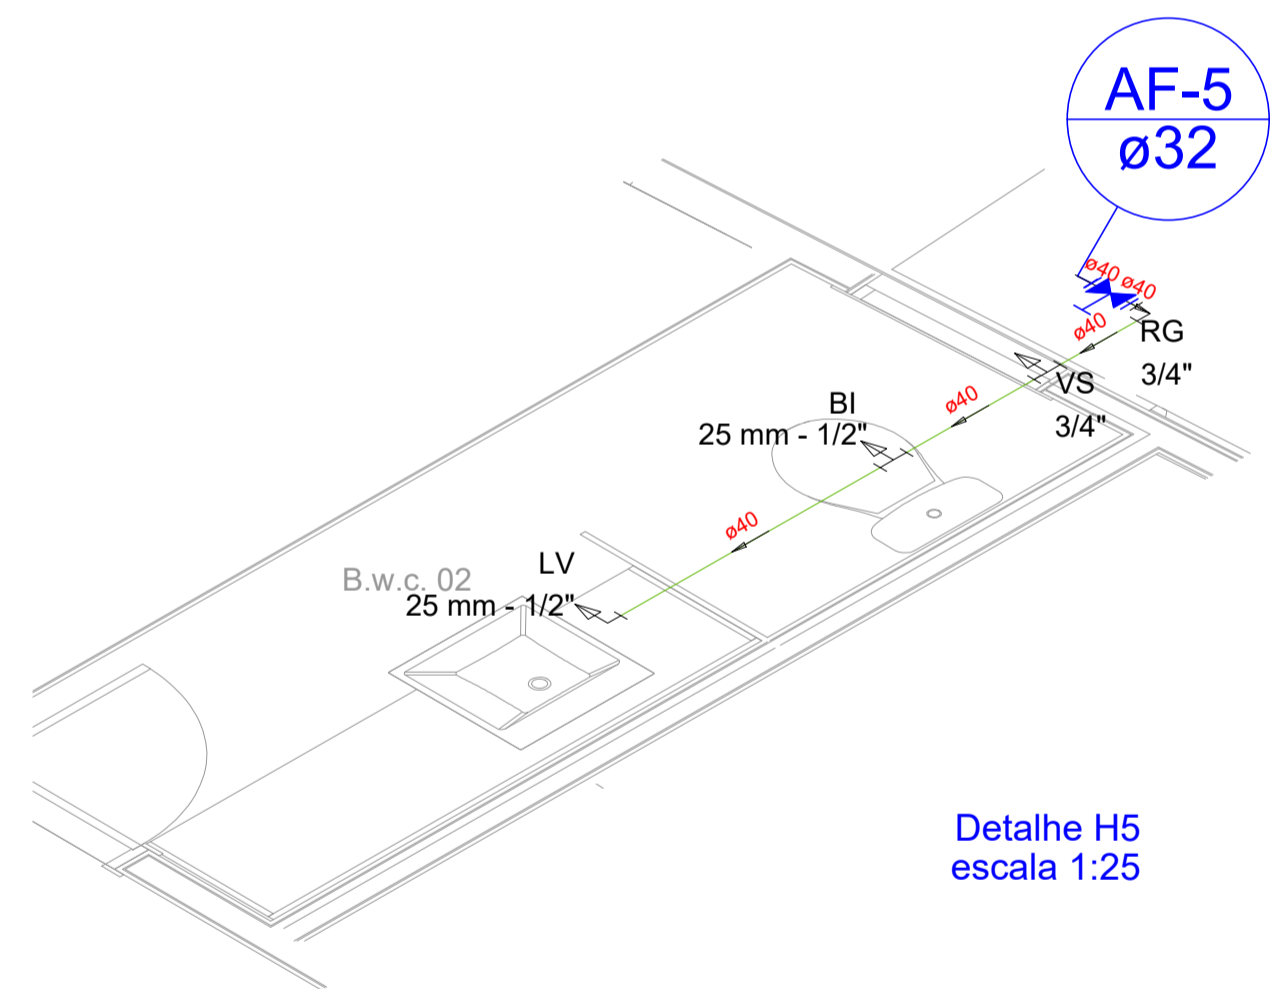 AF-5
ø32
ø40
ø40
ø40
RG
3/4"
VS
3/4"
ø40
BI
25 mm - 1/2"
ø40
LV
25 mm - 1/2"
B.w.c. 02
Detalhe H5
escala 1:25